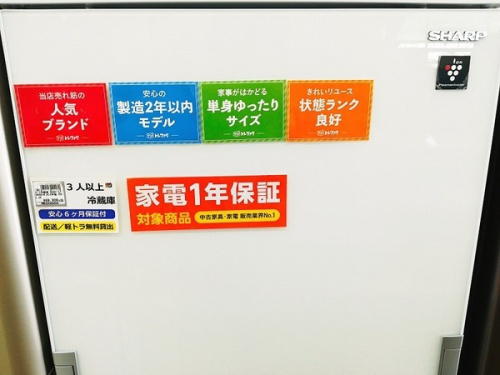 SHARP
当店売れ筋の
人気
ブランド
安心の
製造2年以内
モデル
家事がはかどる
単身ゆったり
サイズ
きれいリユース
状態ランク
良好
3人以上
冷蔵庫
安心6ヶ月保証付
配送/軽トラ無料貸出
家電1年保証
対象商品
中古家具・家電 販売業界No.1